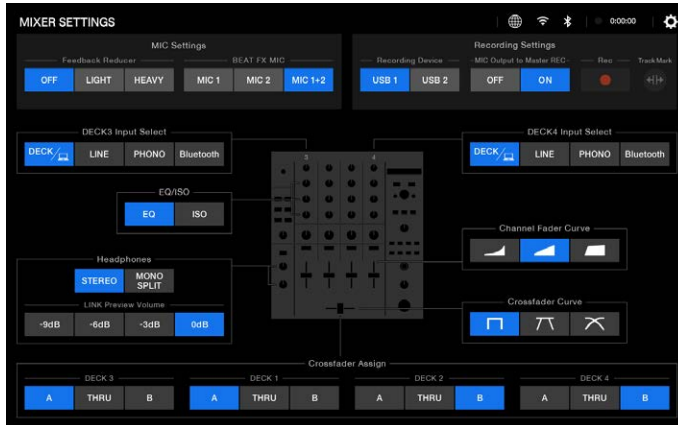 MIXER SETTINGS
0:00:00
MIC Settings
Feedback Reducer
BEAT FX MIC
OFF LIGHT HEAVY MIC 1 MIC 2 MIC 1+2
Recording Settings
Recording Device MIC Output to Master REC Rec Track Mark
USB 1 USB 2 OFF ON
DECK3 Input Select
DECK/ LINE PHONO Bluetooth
DECK4 Input Select
DECK/ LINE PHONO Bluetooth
3 4
EQ/ISO
EQ ISO
Channel Fader Curve
Headphones
STEREO MONO SPLIT
LINK Preview Volume
-9dB -6dB -3dB 0dB
Crossfader Curve
Crossfader Assign
DECK 3 DECK 1 DECK 2 DECK 4
A THRU B A THRU B A THRU B A THRU B